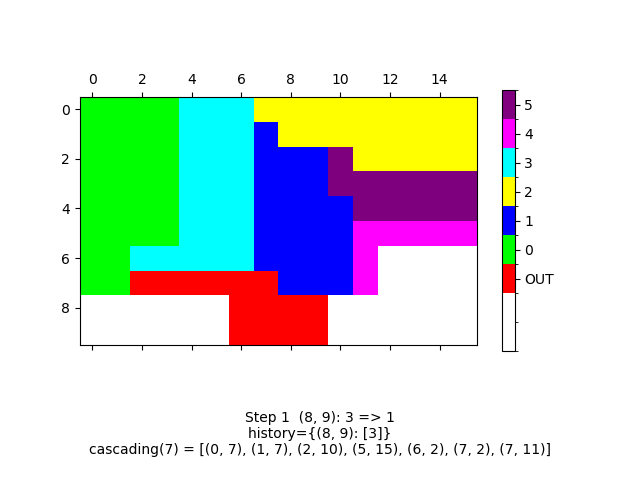 0 2 4 6 8 10 12 14
0
2
4
6
8
5
4
3
2
1
0
OUT
Step 1  (8, 9): 3 => 1
history={(8, 9): [3]}
cascading(7) = [(0, 7), (1, 7), (2, 10), (5, 15), (6, 2), (7, 2), (7, 11)]